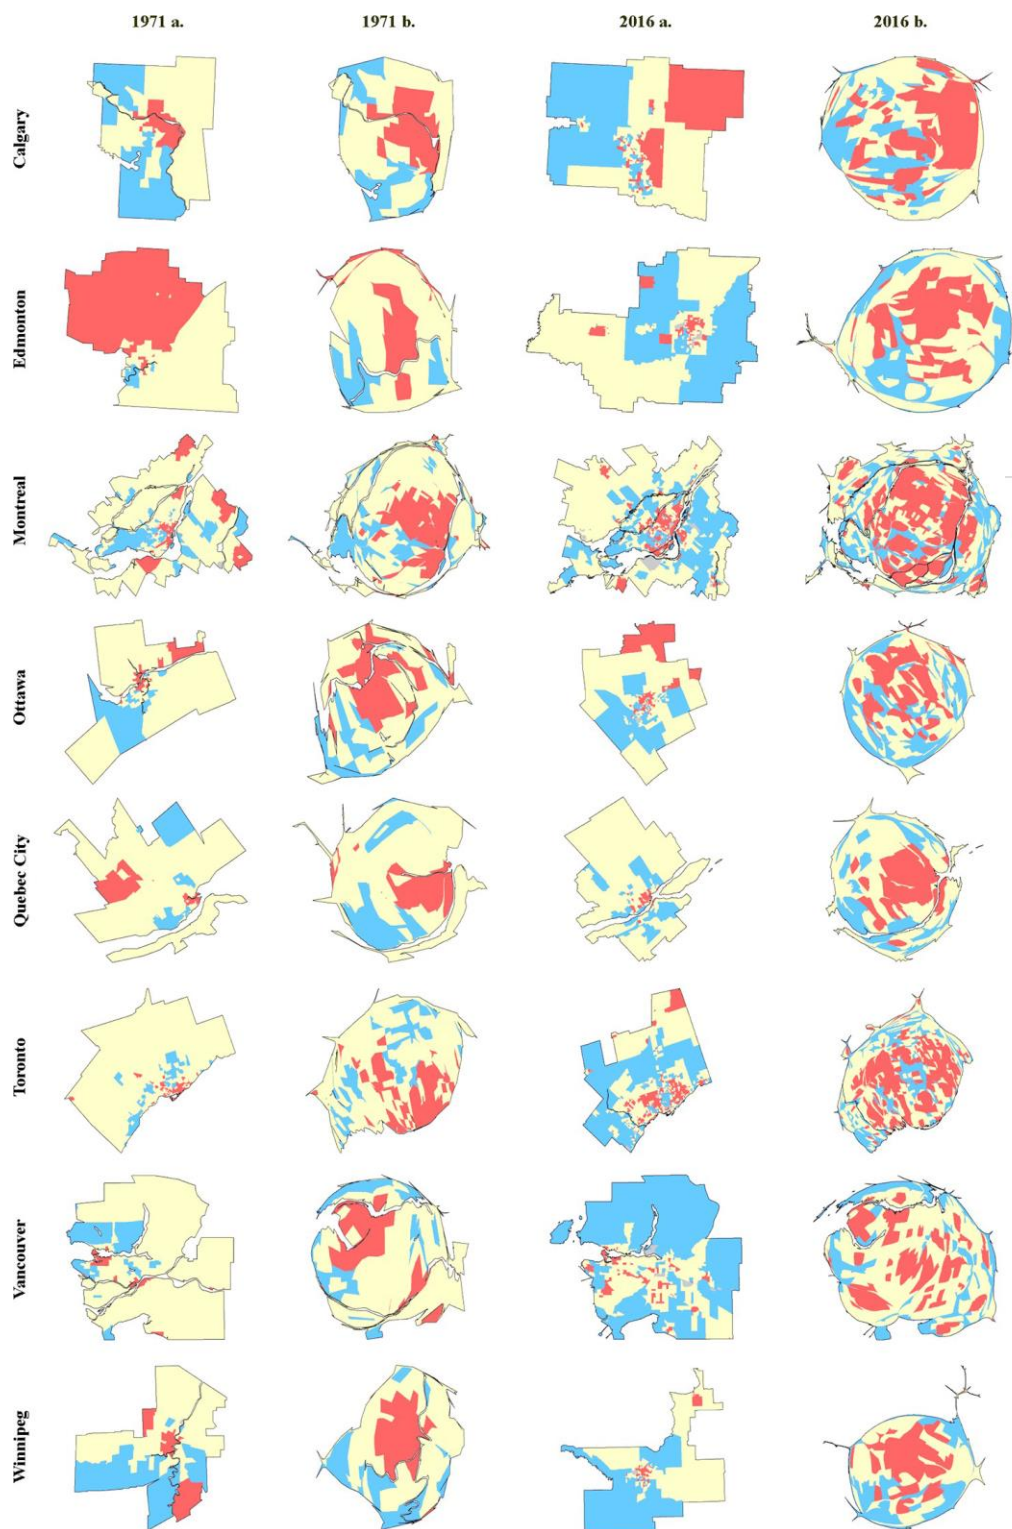 1971 a. 1971 b. 2016 a. 2016 b.
Calgary
Edmonton
Montreal
Ottawa
Quebec City
Toronto
Vancouver
Winnipeg